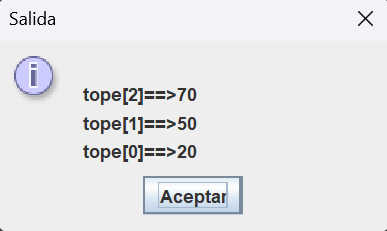 Salida
tope[2]==>70
tope[1]==>50
tope[0]==>20
Aceptar